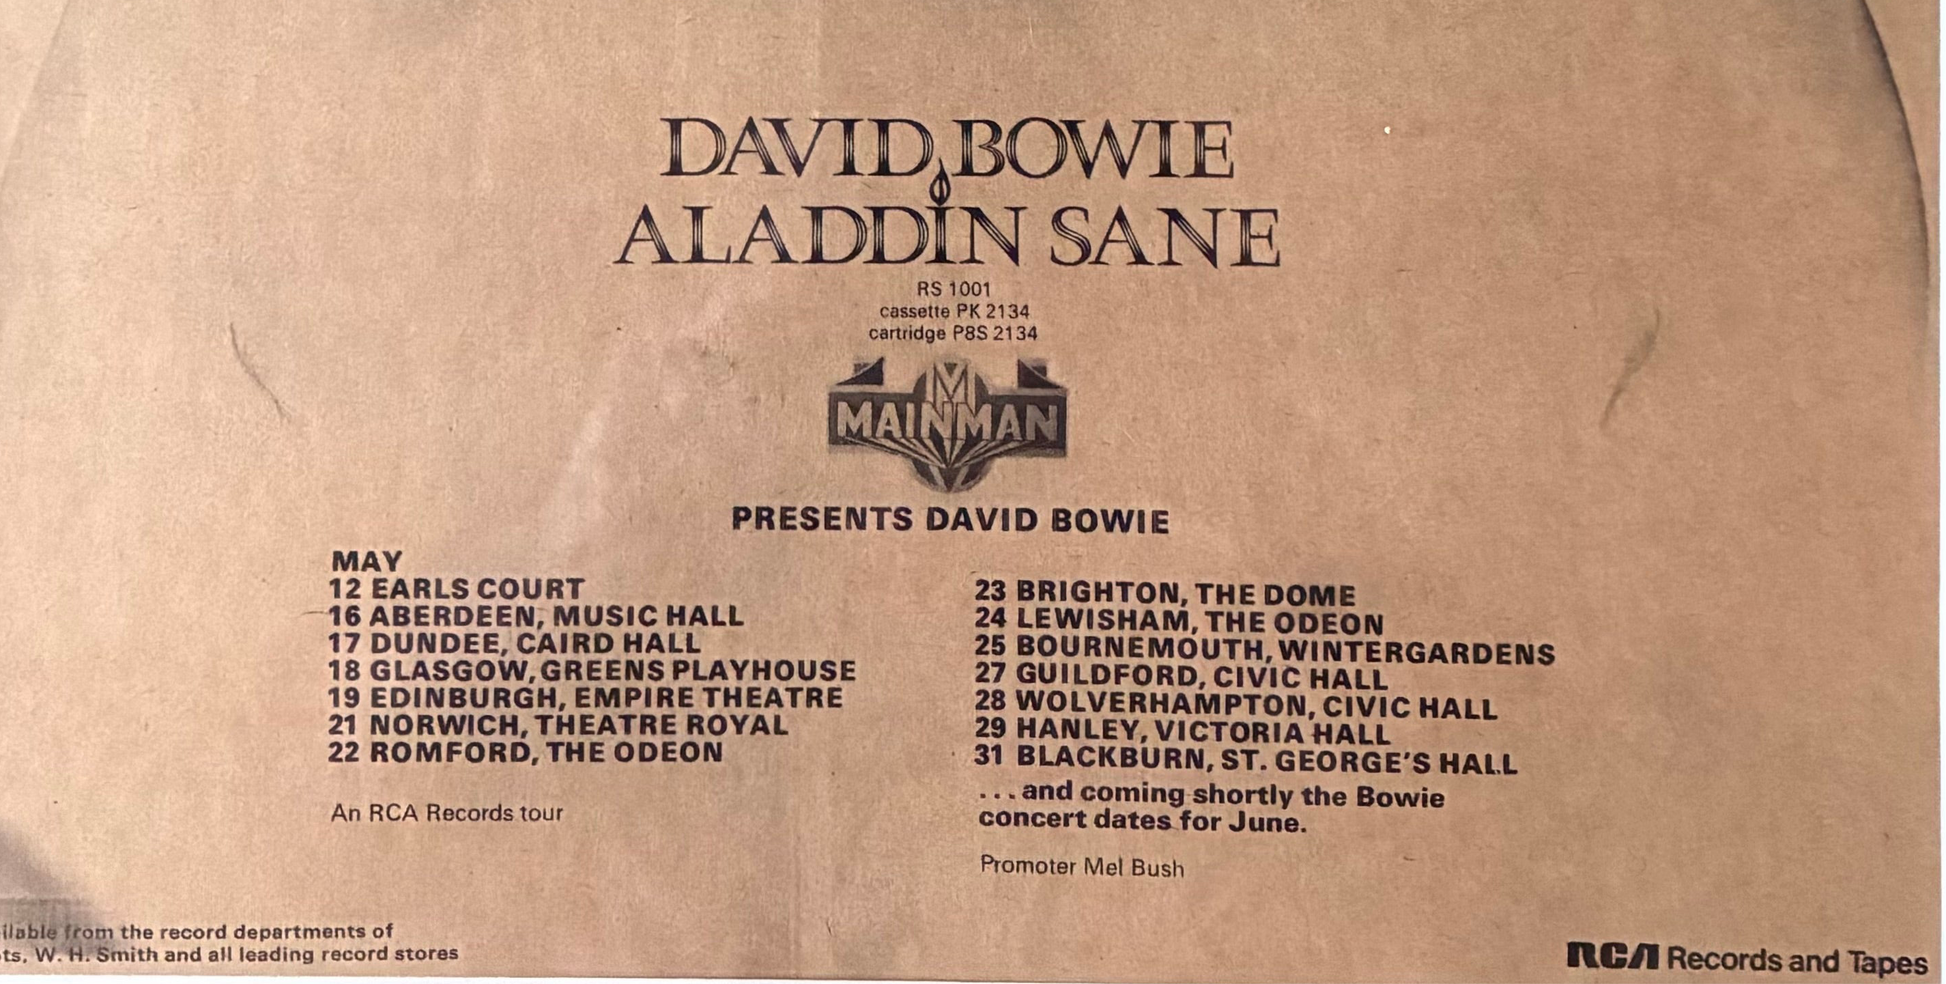 DAVID BOWIE
ALADDIN SANE
RS 1001
cassette PK 2134
cartridge P8S 2134
M
MAINMAN
PRESENTS DAVID BOWIE
MAY
12 EARLS COURT
16 ABERDEEN, MUSIC HALL
17 DUNDEE, CAIRD HALL
18 GLASGOW, GREENS PLAYHOUSE
19 EDINBURGH, EMPIRE THEATRE
21 NORWICH, THEATRE ROYAL
22 ROMFORD, THE ODEON
An RCA Records tour
23 BRIGHTON, THE DOME
24 LEWISHAM, THE ODEON
25 BOURNEMOUTH, WINTERGARDENS
27 GUILDFORD, CIVIC HALL
28 WOLVERHAMPTON, CIVIC HALL
29 HANLEY, VICTORIA HALL
31 BLACKBURN, ST. GEORGE'S HALL
...and coming shortly the Bowie
concert dates for June.
Promoter Mel Bush
from the record departments of
W. H. Smith and all leading record stores
RCA Records and Tapes